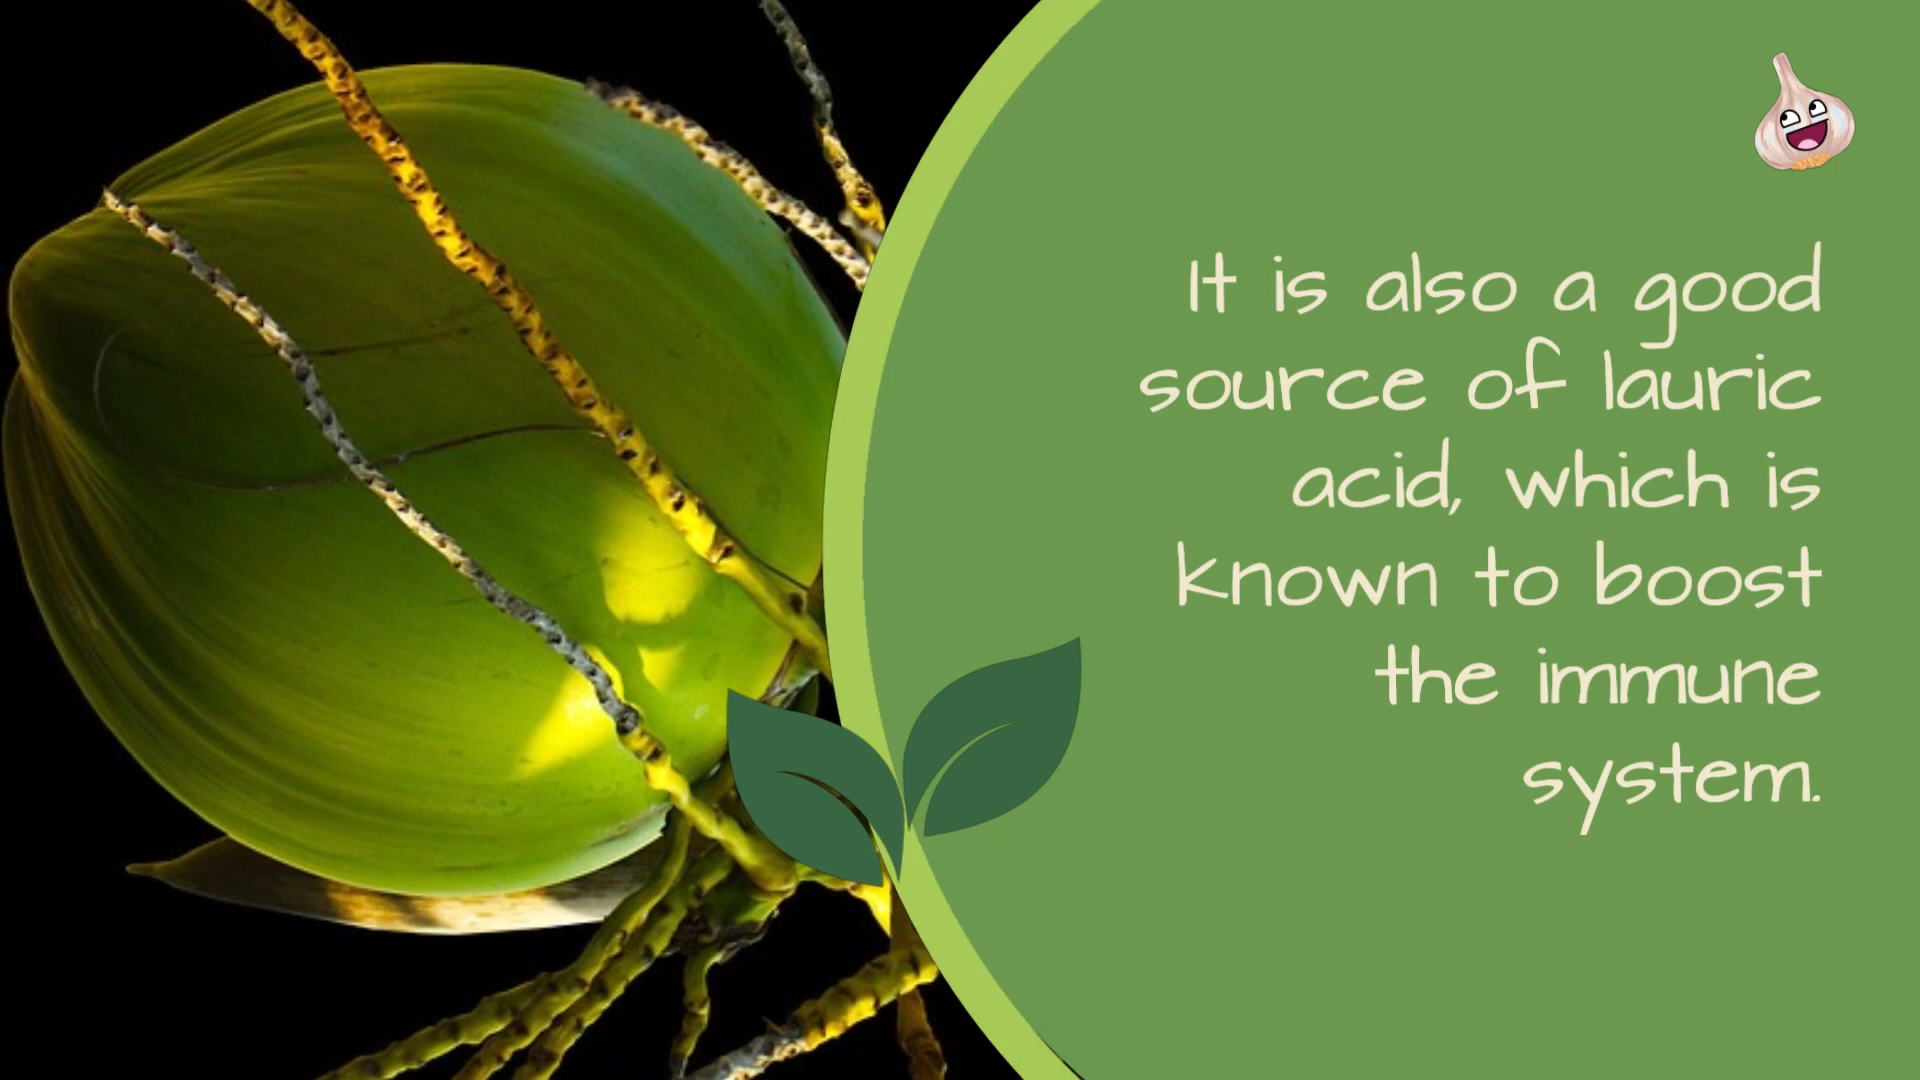 It is also a good
source of lauric
acid, which is
known to boost
the immune
system.